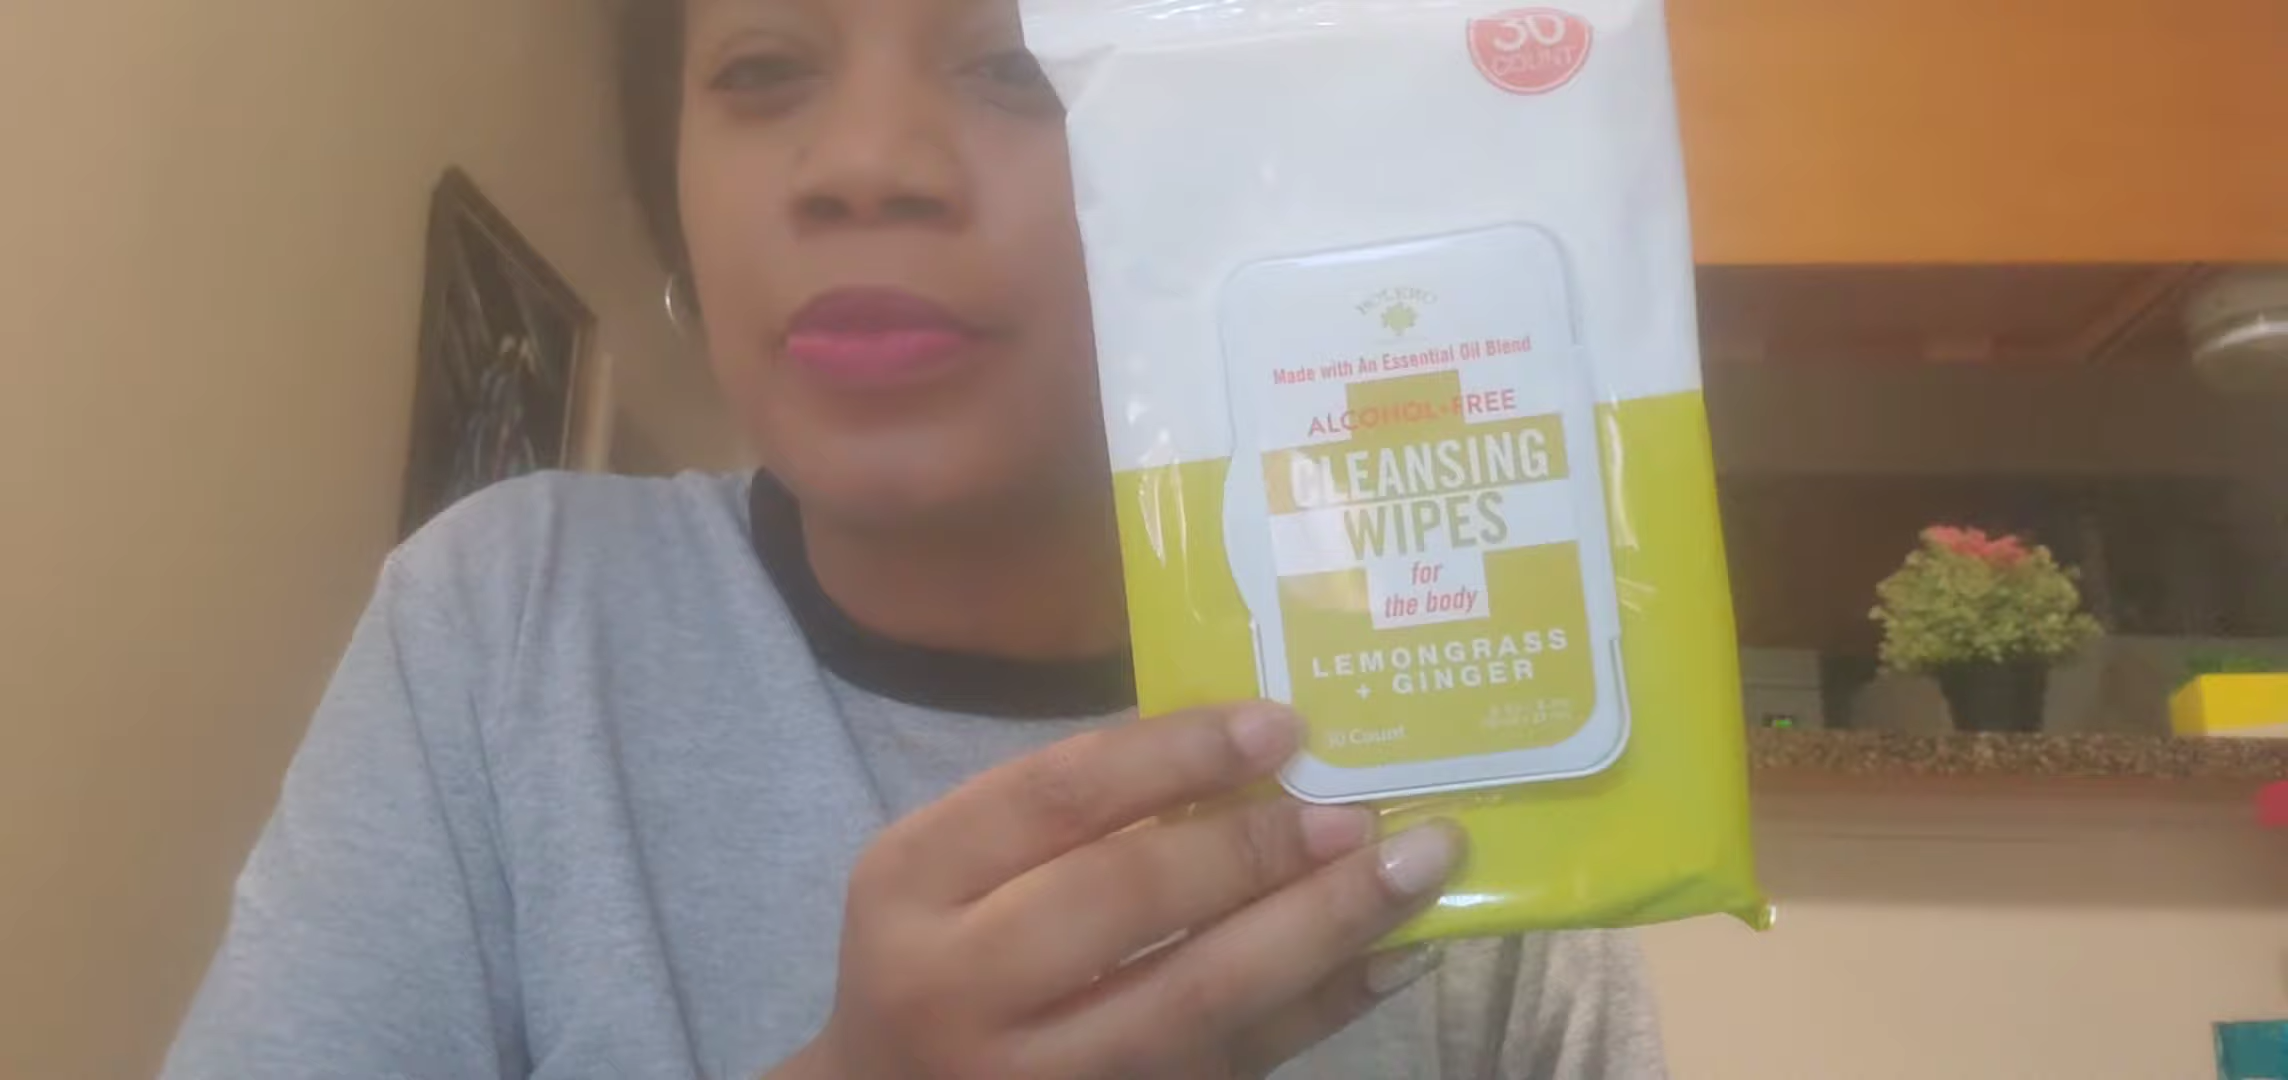 30
COUNT
BOLERO
Made with An Essential Oil Blend
ALCOHOL-FREE
CLEANSING
WIPES
for
the body
LEMONGRASS
+ GINGER
30 Count